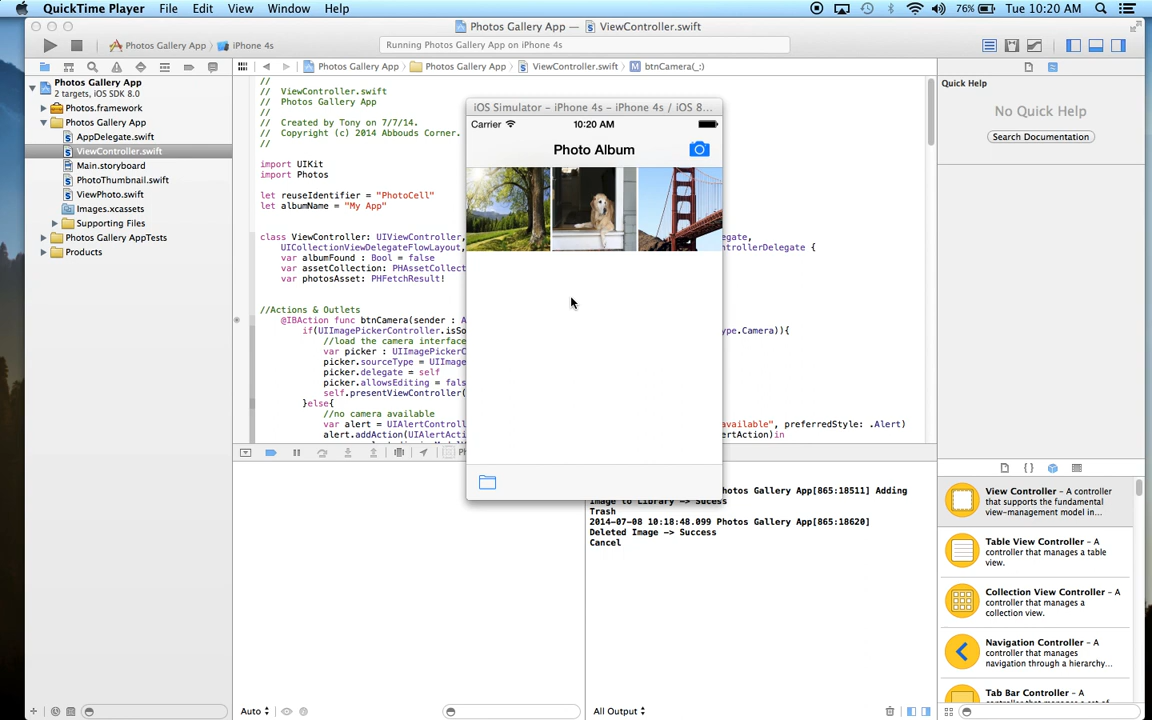 QuickTime Player File Edit View Window Help 76% Tue 10:20 AM
Photos Gallery App — ViewController.swift
Photos Gallery App iPhone 4s Running Photos Gallery App on iPhone 4s
Photos Gallery App Photos Gallery App ViewController.swift btnCamera(_:)
Photos Gallery App
2 targets, iOS SDK 8.0
Photos.framework
Photos Gallery App
AppDelegate.swift
ViewController.swift
Main.storyboard
PhotoThumbnail.swift
ViewPhoto.swift
Images.xcassets
Supporting Files
Photos Gallery AppTests
Products
//
// ViewController.swift
// Photos Gallery App
//
// Created by Tony on 7/7/14.
// Copyright (c) 2014 Abbouds Corner.
//
import UIKit
import Photos
let reuseIdentifier = "PhotoCell"
let albumName = "My App"
class ViewController: UIViewController, egate,
UICollectionViewDelegateFlowLayout, ntrollerDelegate {
var albumFound : Bool = false
var assetCollection: PHAssetCollect
var photosAsset: PHFetchResult!
//Actions & Outlets
@IBAction func btnCamera(sender : A
if(UIImagePickerController.isSo ype.Camera)){
//load the camera interface
var picker : UIImagePickerC
picker.sourceType = UIImage
picker.delegate = self
picker.allowsEditing = fals
self.presentViewController(
}else{
//no camera available
var alert = UIAlertControll vailable", preferredStyle: .Alert)
alert.addAction(UIAlertActi ertAction)in
iOS Simulator - iPhone 4s - iPhone 4s / iOS 8...
Carrier 10:20 AM
Photo Album
hotos Gallery App[865:18511] Adding
Image to Library -> Sucess
Trash
2014-07-08 10:18:48.099 Photos Gallery App[865:18620]
Deleted Image -> Success
Cancel
Quick Help
No Quick Help
Search Documentation
View Controller - A controller
that supports the fundamental
view-management model in...
Table View Controller - A
controller that manages a table
view.
Collection View Controller - A
controller that manages a
collection view.
Navigation Controller - A
controller that manages
navigation through a hierarchy...
Tab Bar Controller - A
Auto All Output